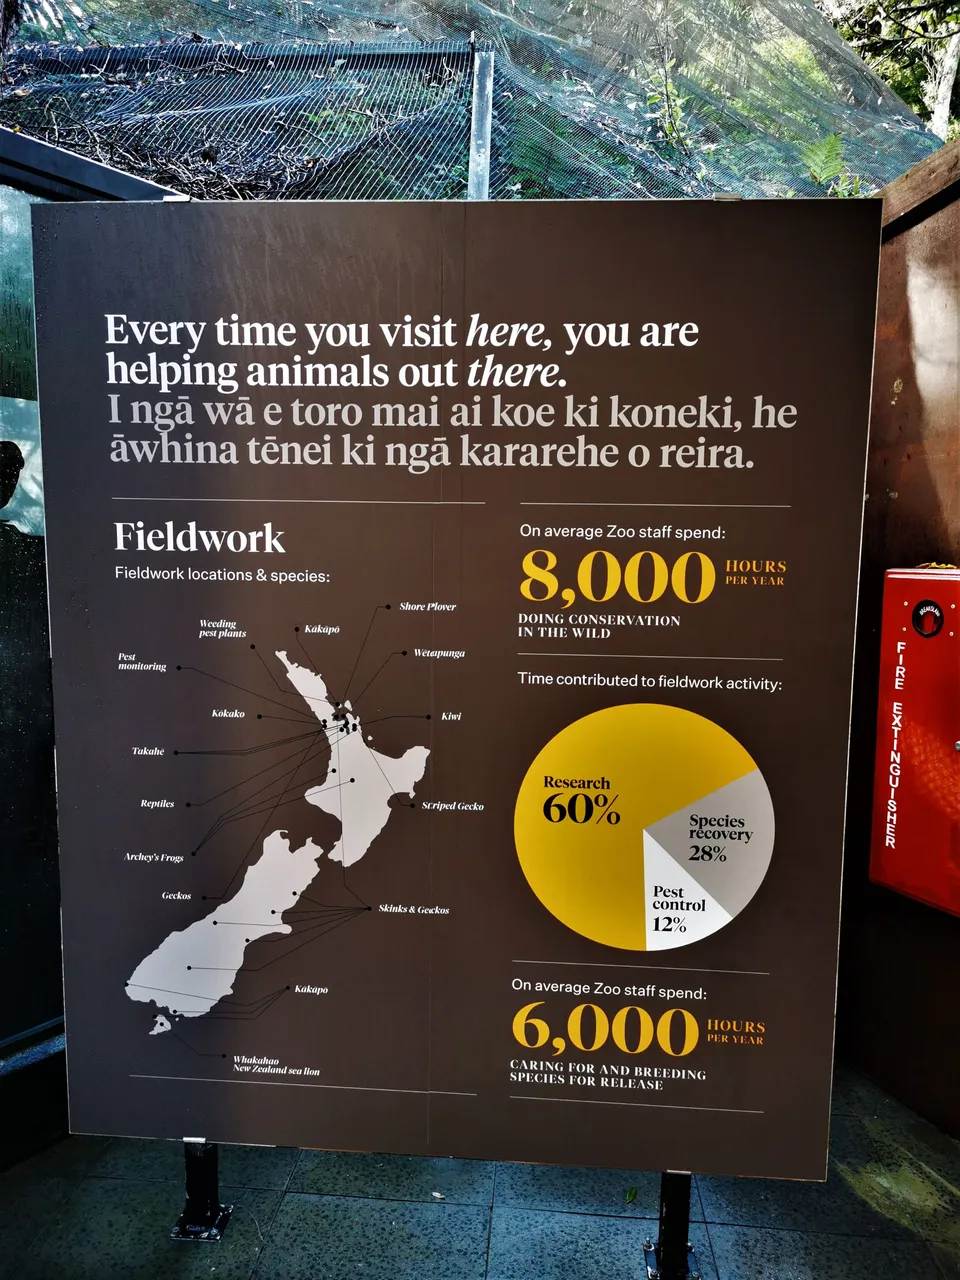 Every time you visit here, you are
helping animals out there.
I ngā wā e toro mai ai koe ki koneki, he
āwhina tēnei ki ngā kararehe o reira.
Fieldwork
Fieldwork locations & species:
Shore Plover
Weeding
pest plants
Kākāpō
Wētāpunga
Pest
monitoring
Kōkako
Kiwi
Takahē
Reptiles
Striped Gecko
Archey's Frogs
Geckos
Skinks & Geckos
Kākāpō
Whakahao
New Zealand sea lion
On average Zoo staff spend:
8,000 HOURS
PER YEAR
DOING CONSERVATION
IN THE WILD
Time contributed to fieldwork activity:
Research
60%
Species
recovery
28%
Pest
control
12%
On average Zoo staff spend:
6,000 HOURS
PER YEAR
CARING FOR AND BREEDING
SPECIES FOR RELEASE
FIRE EXTINGUISHER